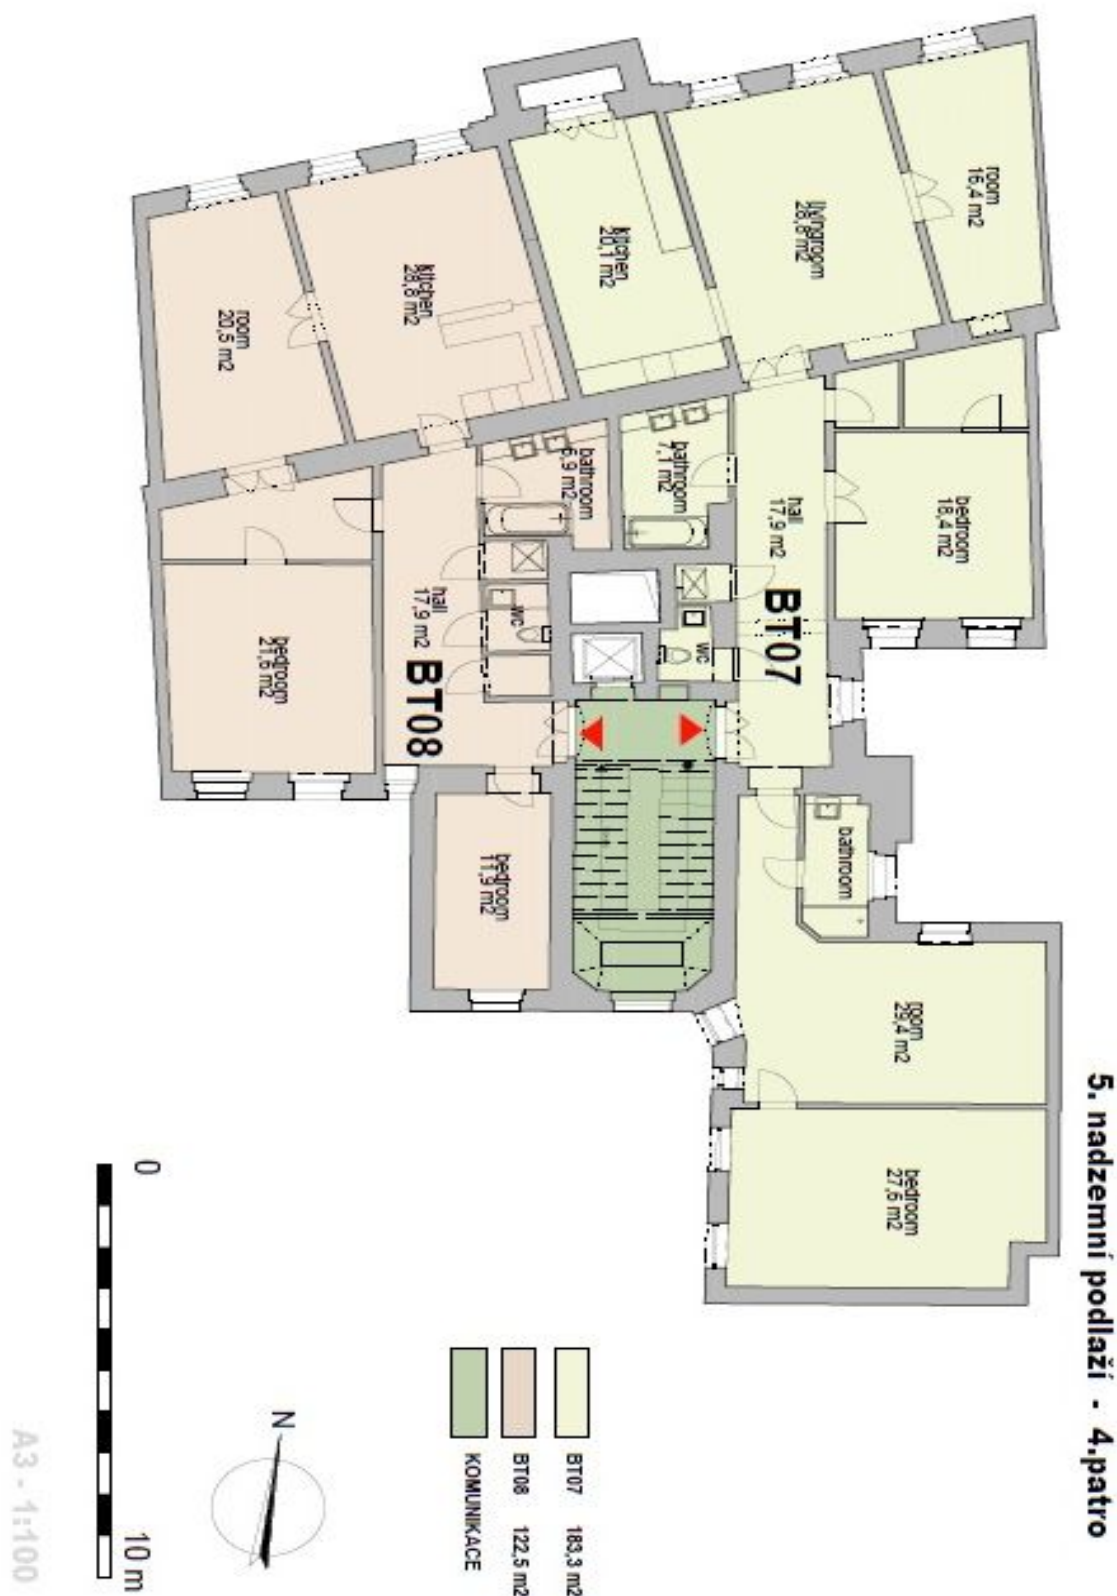 5. nadzemní podlaží - 4.patro
room
16,4 m2
livingroom
28,8 m2
kitchen
20,1 m2
kitchen
28,8 m2
room
20,5 m2
bedroom
18,4 m2
hall
17,9 m2
BT07
bathroom
7,1 m2
bathroom
6,9 m2
wc
wc
hall
17,9 m2
BT08
bedroom
21,6 m2
bathroom
bedroom
11,9 m2
room
29,4 m2
bedroom
27,6 m2
BT07 183,3 m2
BT08 122,5 m2
KOMUNIKACE
N
0
10 m
A3 - 1:100